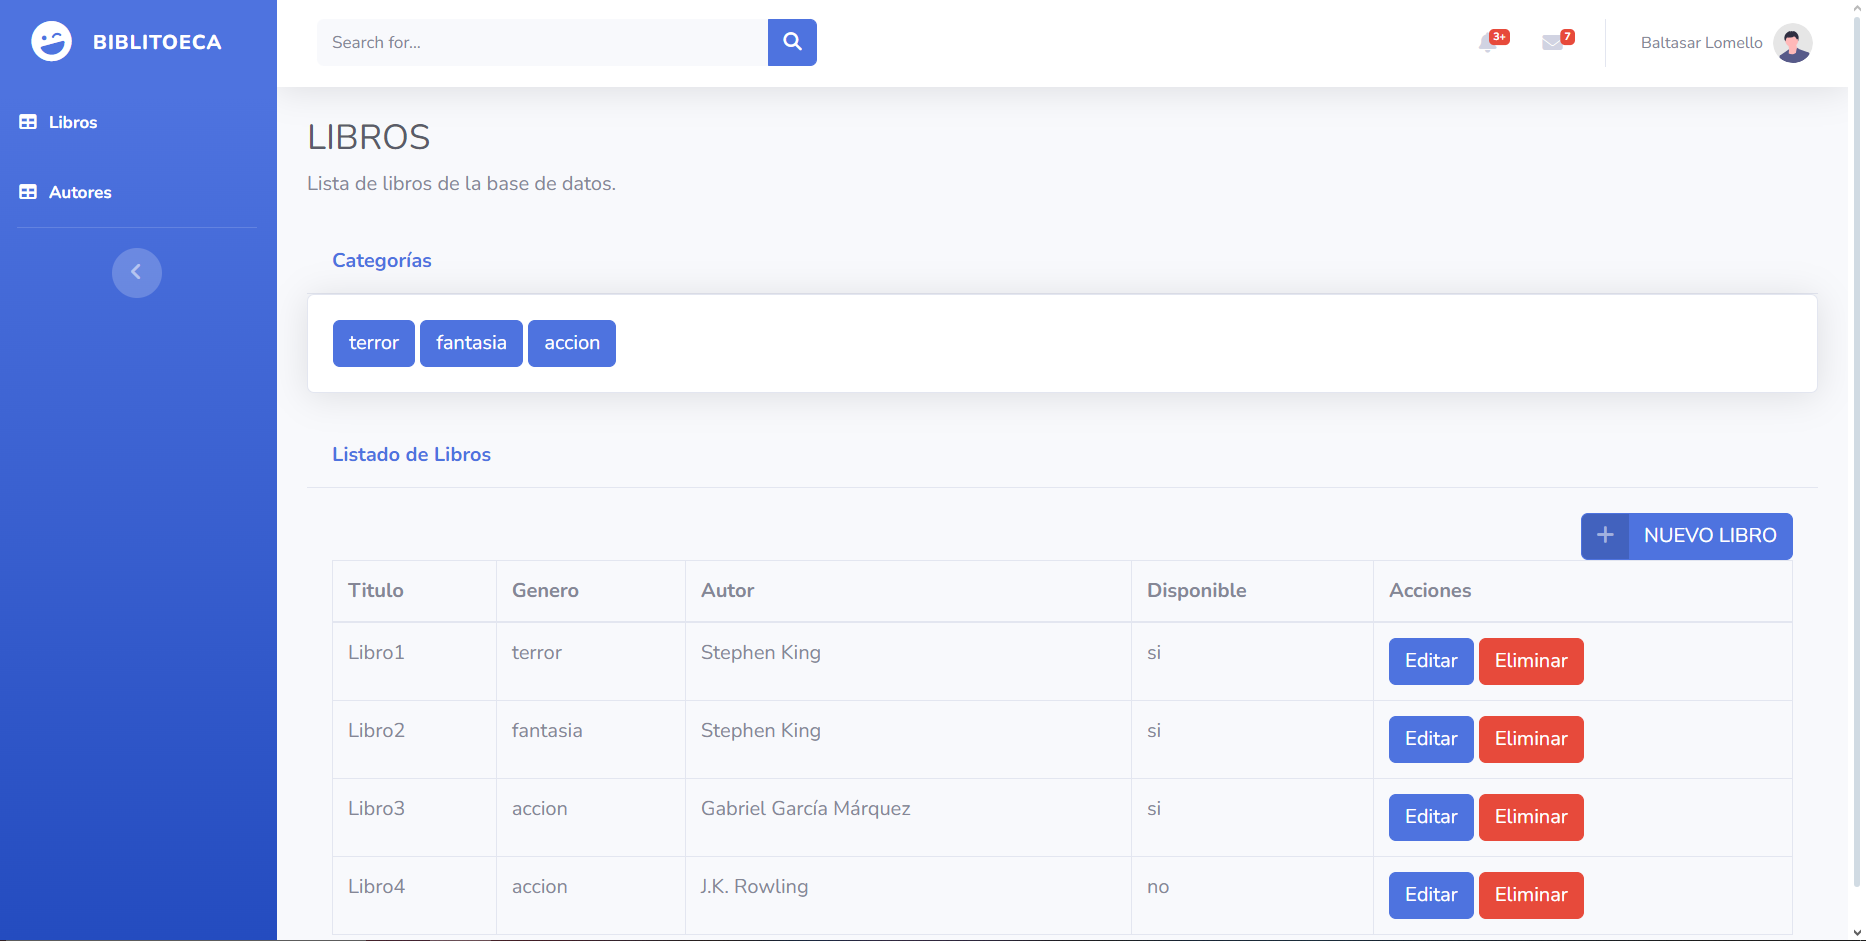 BIBLITOECA
Search for...
3+
7
Baltasar Lomello
Libros
Autores
LIBROS
Lista de libros de la base de datos.
Categorías
terror fantasia accion
Listado de Libros
NUEVO LIBRO
Titulo Genero Autor Disponible Acciones
Libro1 terror Stephen King si Editar Eliminar
Libro2 fantasia Stephen King si Editar Eliminar
Libro3 accion Gabriel García Márquez si Editar Eliminar
Libro4 accion J.K. Rowling no Editar Eliminar